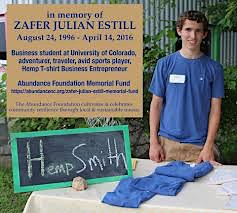 in memory of
ZAFER JULIAN ESTILL
August 24, 1996 - April 14, 2016
Business student at University of Colorado,
adventurer, traveler, avid sports player,
Hemp T-shirt Business Entrepreneur
Abundance Foundation Memorial Fund
https://abundancenc.org/zafer-julian-estill-memorial-fund
The Abundance Foundation cultivates & celebrates
community resilience through local & sustainable means
HempSmith